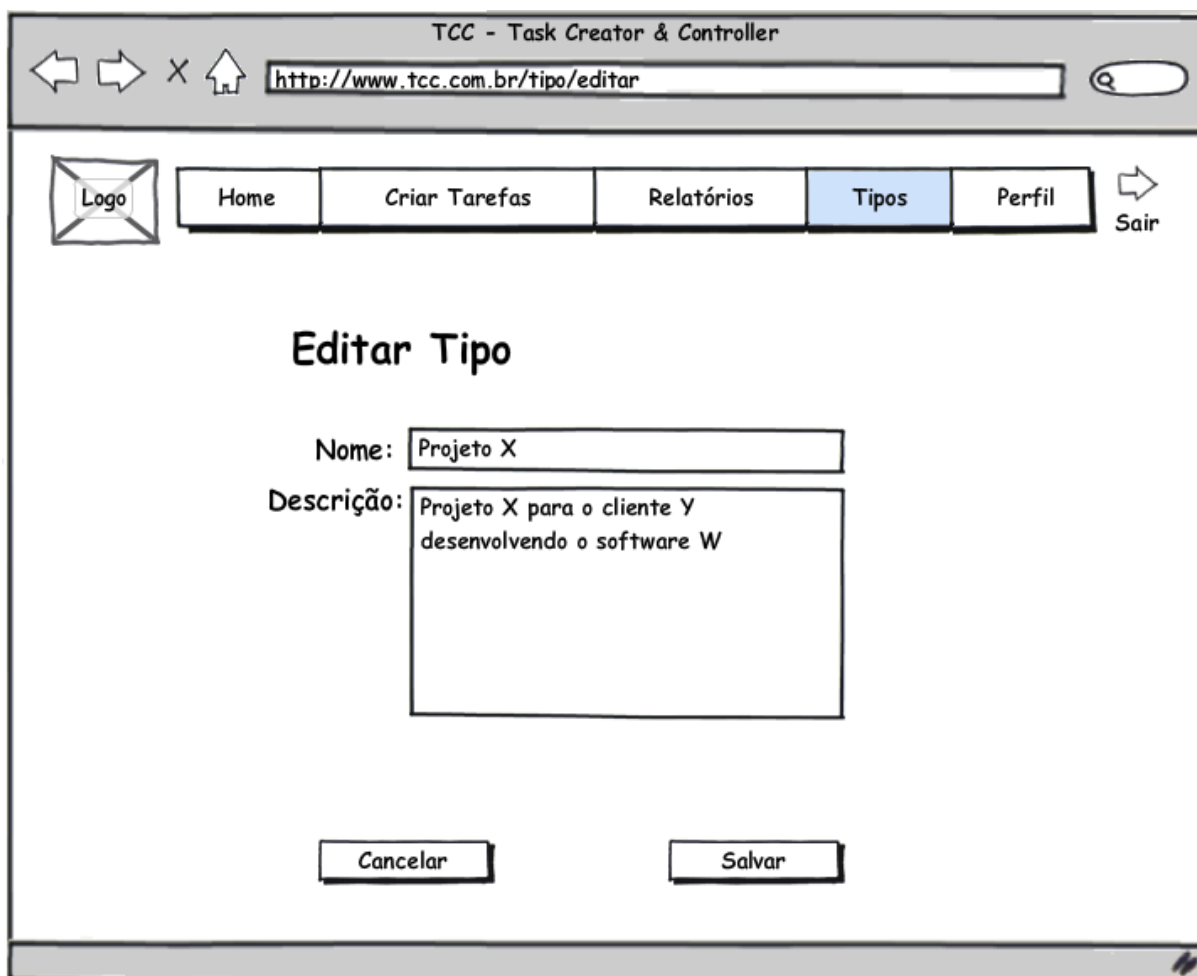 TCC - Task Creator & Controller
http://www.tcc.com.br/tipo/editar
Logo
Home
Criar Tarefas
Relatórios
Tipos
Perfil
Sair
Editar Tipo
Nome: Projeto X
Descrição: Projeto X para o cliente Y
desenvolvendo o software W
Cancelar
Salvar